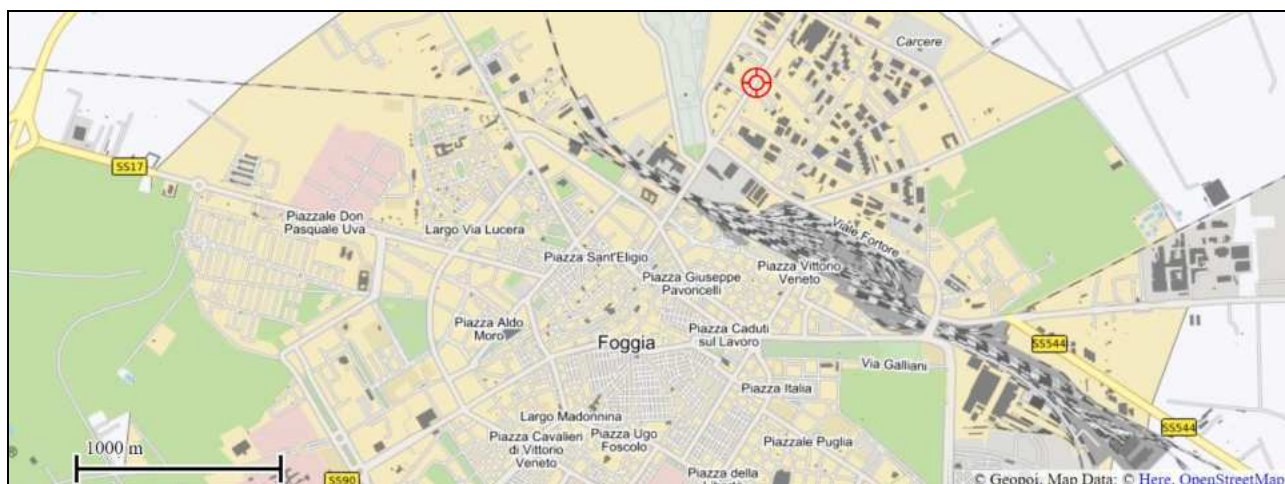 Carcere
SS17
Piazzale Don
Pasquale Uva
Largo Via Lucera
Viale Fortore
Piazza Sant'Eligio
Piazza Giuseppe
Pavoncelli
Piazza Vittorio
Veneto
Piazza Aldo
Moro
Foggia
Piazza Caduti
sul Lavoro
SS544
Via Galliani
Piazza Italia
Largo Madonnina
Piazza Cavalieri
di Vittorio
Veneto
Piazza Ugo
Foscolo
Piazzale Puglia
SS544
1000 m
SS90
Piazza della
© Geopoi, Map Data: © Here, OpenStreetMap